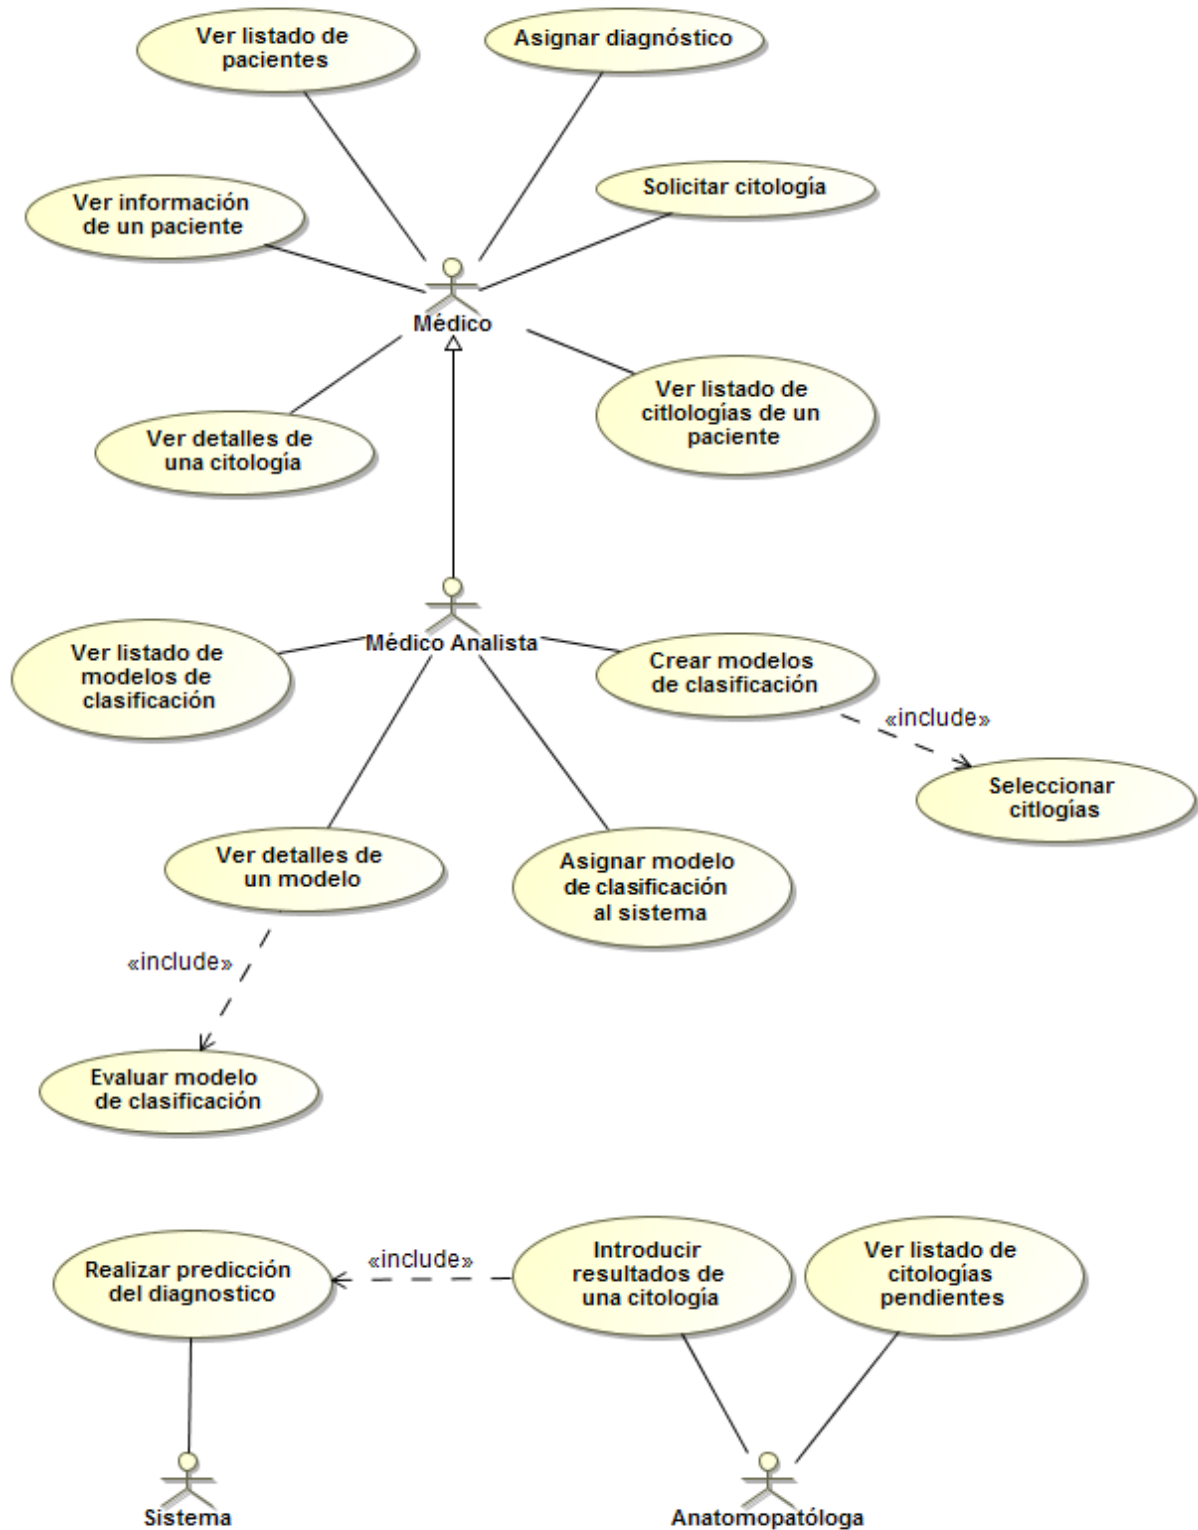 Ver listado de
pacientes
Asignar diagnóstico
Ver información
de un paciente
Solicitar citología
Médico
Ver detalles de
una citología
Ver listado de
citlologías de un
paciente
Médico Analista
Ver listado de
modelos de
clasificación
Crear modelos
de clasificación
«include»
Seleccionar
citlogías
Ver detalles de
un modelo
Asignar modelo
de clasificación
al sistema
«include»
Evaluar modelo
de clasificación
Realizar predicción
del diagnostico
«include»
Introducir
resultados de
una citología
Ver listado de
citologías
pendientes
Sistema
Anatomopatóloga